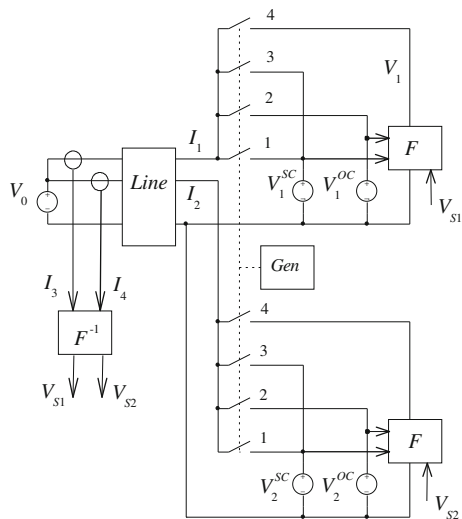 4
V_1
3
2
I_1
1
F
Line
V_0
I_2
V_1^{SC}
V_1^{OC}
V_{S1}
Gen
I_3
I_4
4
F^{-1}
3
V_{S1}
V_{S2}
2
1
F
V_2^{SC}
V_2^{OC}
V_{S2}